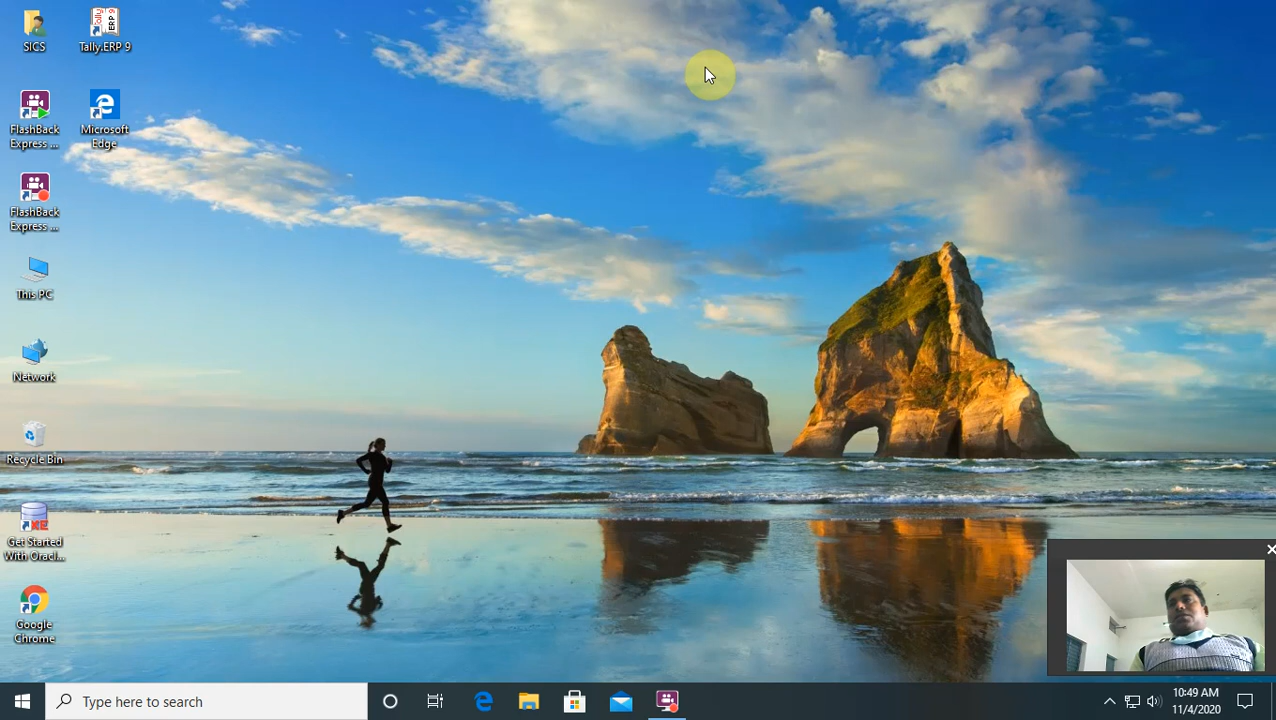 SICS
Tally.ERP 9
FlashBack
Express ...
Microsoft
Edge
FlashBack
Express ...
This PC
Network
Recycle Bin
Get Started
With Oracl...
Google
Chrome
Type here to search
10:49 AM
11/4/2020